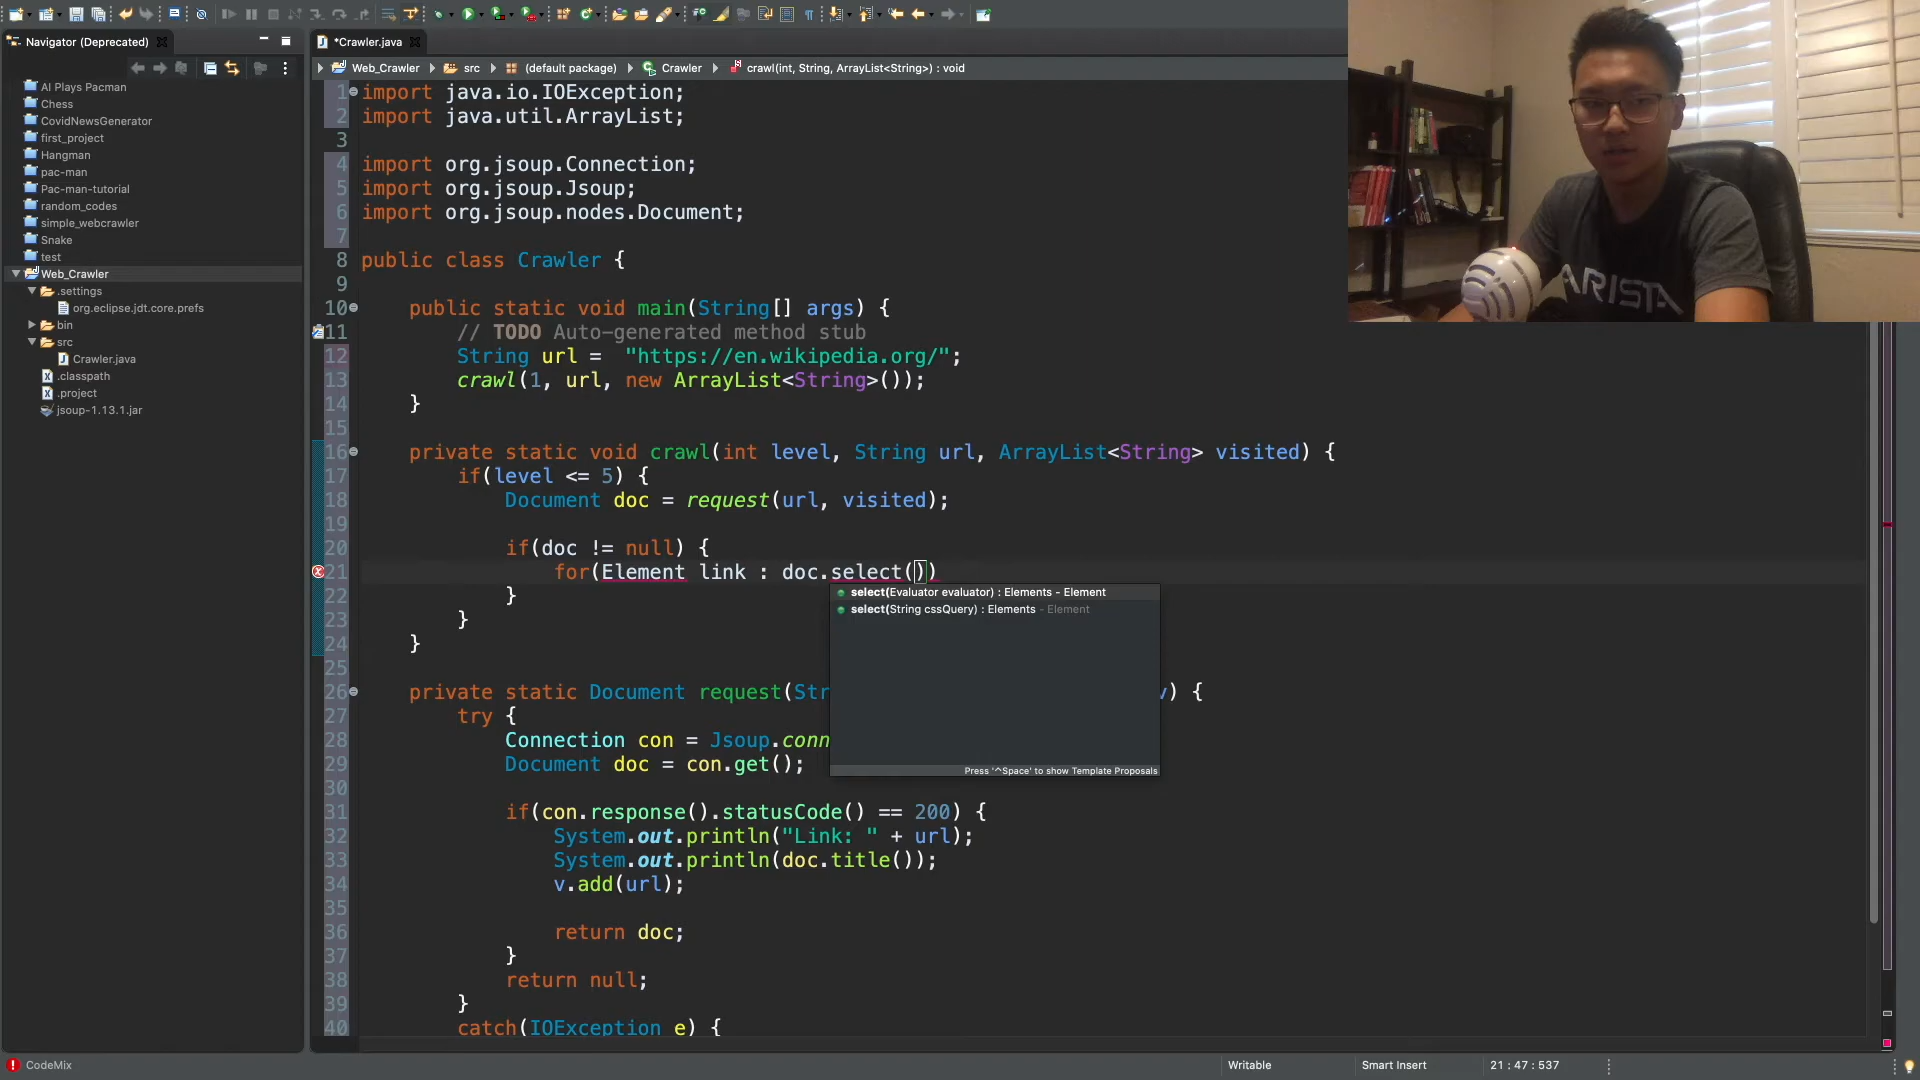 Navigator (Deprecated)
AI Plays Pacman
Chess
CovidNewsGenerator
first_project
Hangman
pac-man
Pac-man-tutorial
random_codes
simple_webcrawler
Snake
test
Web_Crawler
.settings
org.eclipse.jdt.core.prefs
bin
src
Crawler.java
.classpath
.project
jsoup-1.13.1.jar
*Crawler.java
Web_Crawler src (default package) Crawler crawl(int, String, ArrayList<String>) : void
1 import java.io.IOException;
2 import java.util.ArrayList;
3
4 import org.jsoup.Connection;
5 import org.jsoup.Jsoup;
6 import org.jsoup.nodes.Document;
7
8 public class Crawler {
9
10 public static void main(String[] args) {
11 // TODO Auto-generated method stub
12 String url = "https://en.wikipedia.org/";
13 crawl(1, url, new ArrayList<String>());
14 }
15
16 private static void crawl(int level, String url, ArrayList<String> visited) {
17 if(level <= 5) {
18 Document doc = request(url, visited);
19
20 if(doc != null) {
21 for(Element link : doc.select())
22 }
23 }
24 }
25
26 private static Document request(Str v) {
27 try {
28 Connection con = Jsoup.conn
29 Document doc = con.get();
30
31 if(con.response().statusCode() == 200) {
32 System.out.println("Link: " + url);
33 System.out.println(doc.title());
34 v.add(url);
35
36 return doc;
37 }
38 return null;
39 }
40 catch(IOException e) {
select(Evaluator evaluator) : Elements - Element
select(String cssQuery) : Elements - Element
Press '^Space' to show Template Proposals
ARISTA
CodeMix
Writable
Smart Insert
21 : 47 : 537